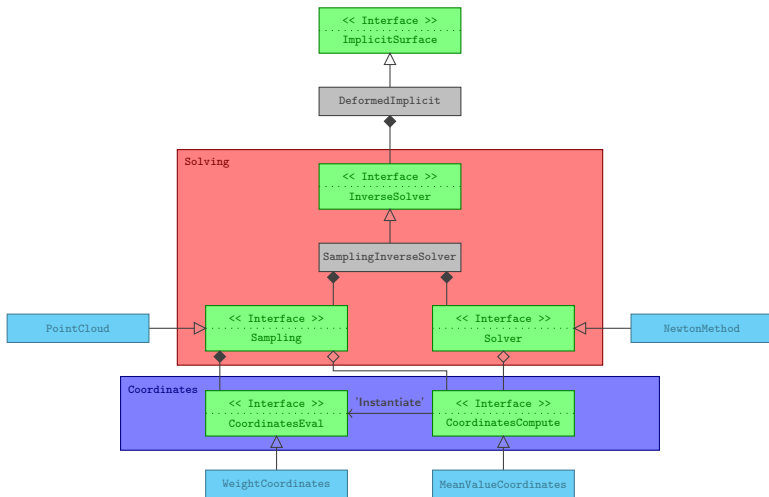 << Interface >>
ImplicitSurface
DeformedImplicit
Solving
<< Interface >>
InverseSolver
SamplingInverseSolver
PointCloud
<< Interface >>
Sampling
<< Interface >>
Solver
NewtonMethod
Coordinates
<< Interface >>
CoordinatesEval
'Instantiate'
<< Interface >>
CoordinatesCompute
WeightCoordinates
MeanValueCoordinates